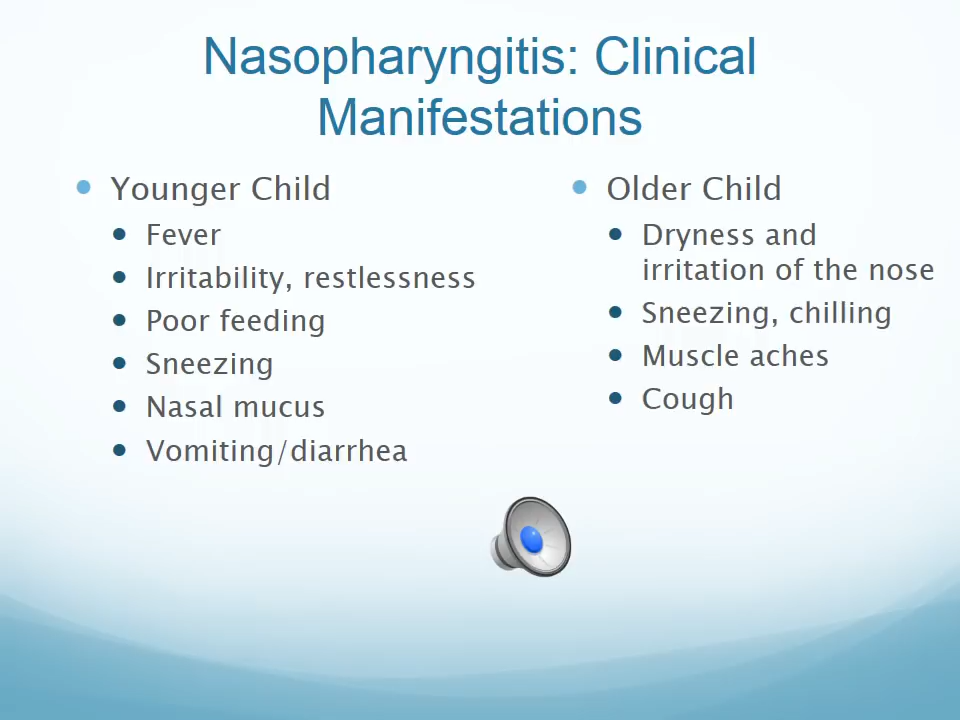 Nasopharyngitis: Clinical
Manifestations
Younger Child
Fever
Irritability, restlessness
Poor feeding
Sneezing
Nasal mucus
Vomiting/diarrhea
Older Child
Dryness and
irritation of the nose
Sneezing, chilling
Muscle aches
Cough